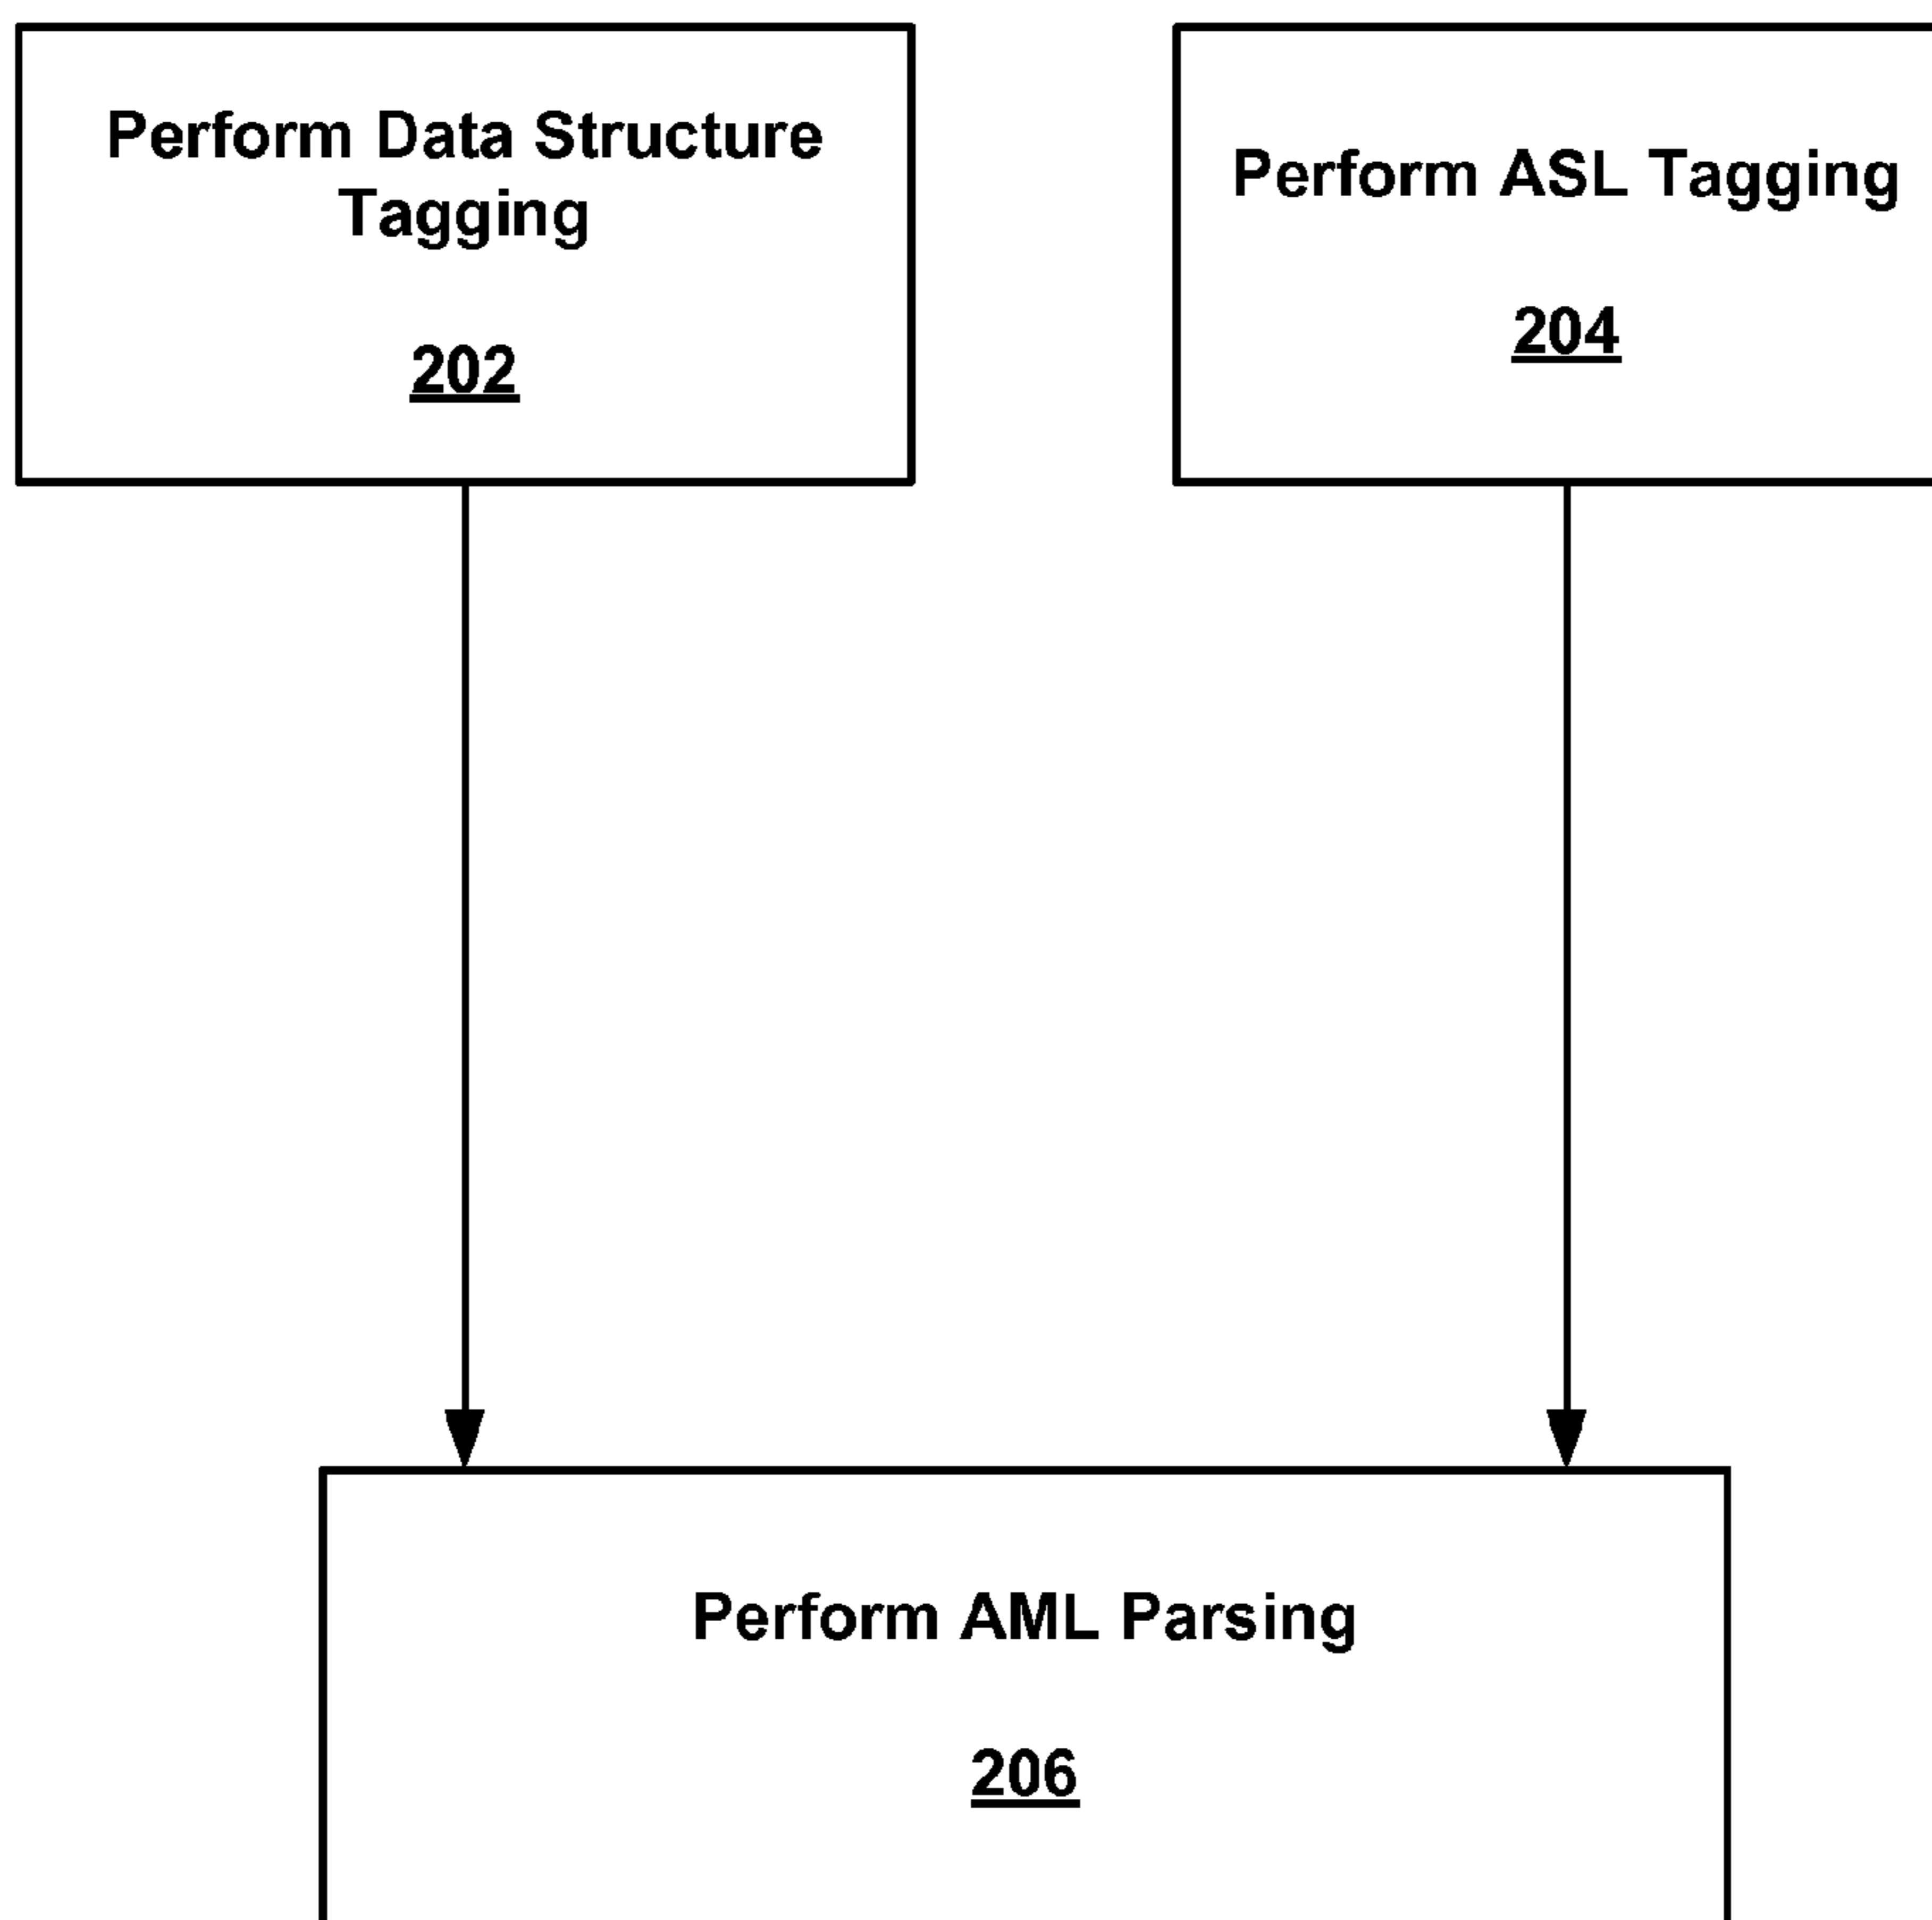 Perform Data Structure
Tagging
202
Perform ASL Tagging
204
Perform AML Parsing
206